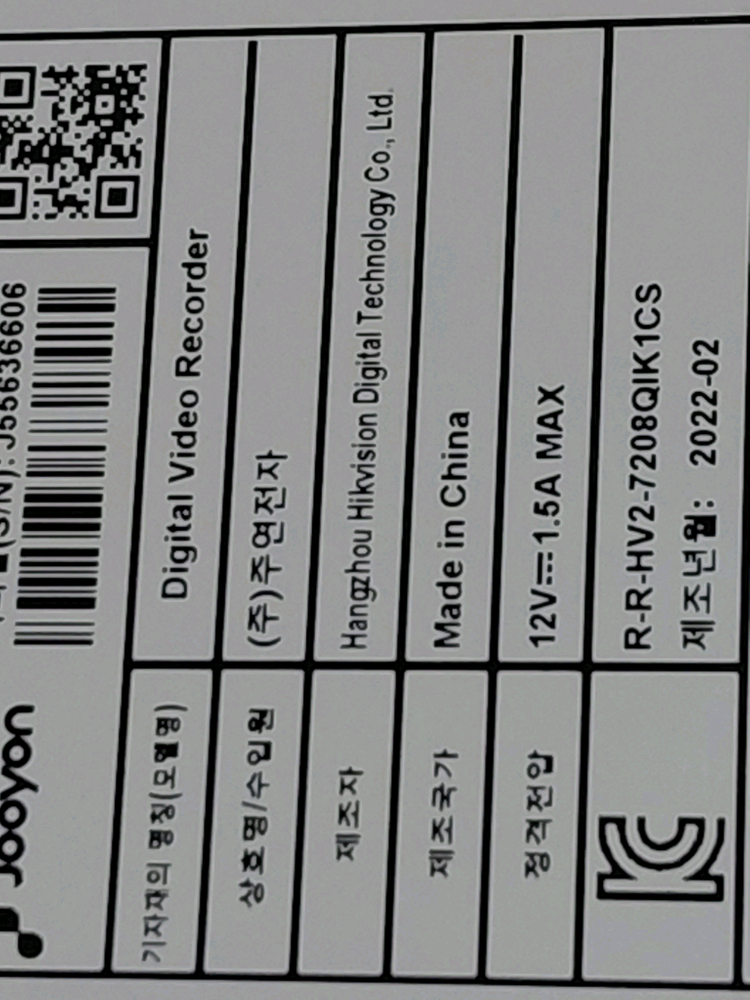 Jooyon
(S/N): J55636606
기자재의 명칭(모델명) Digital Video Recorder
상호명/수입원 (주)주연전자
제조자 Hangzhou Hikvision Digital Technology Co., Ltd.
제조국가 Made in China
정격전압 12V⎓1.5A MAX
R-R-HV2-7208QIK1CS
제조년월: 2022-02